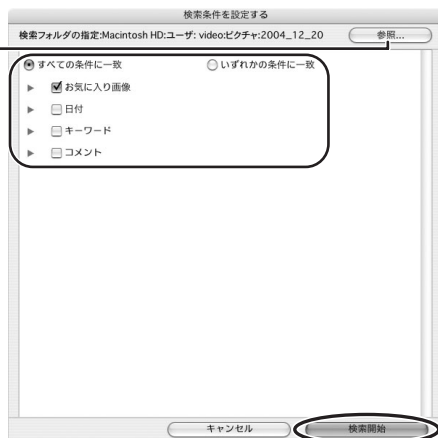 検索条件を設定する
検索フォルダの指定:Macintosh HD:ユーザ: video:ピクチャ:2004_12_20 参照...
すべての条件に一致 いずれかの条件に一致
お気に入り画像
日付
キーワード
コメント
キャンセル 検索開始